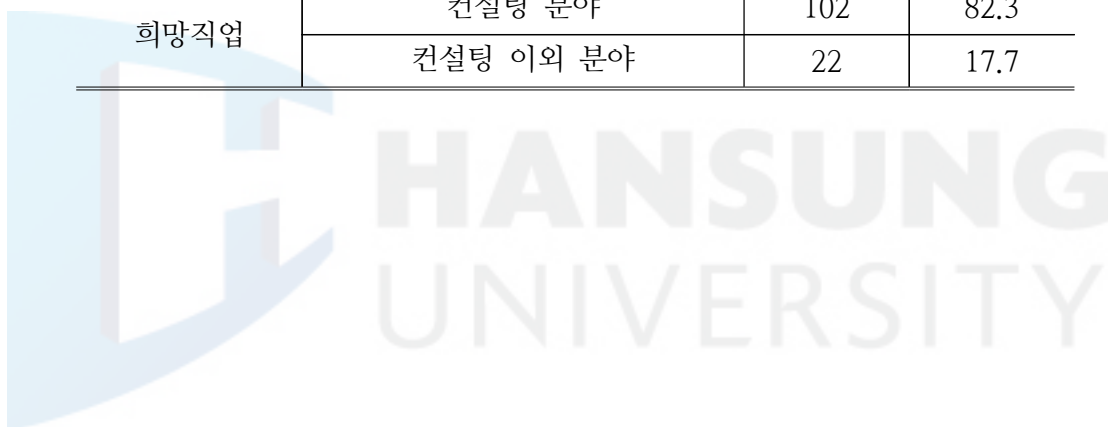 컨설팅 분야 102 82.3
희망직업
컨설팅 이외 분야 22 17.7
HANSUNG
UNIVERSITY